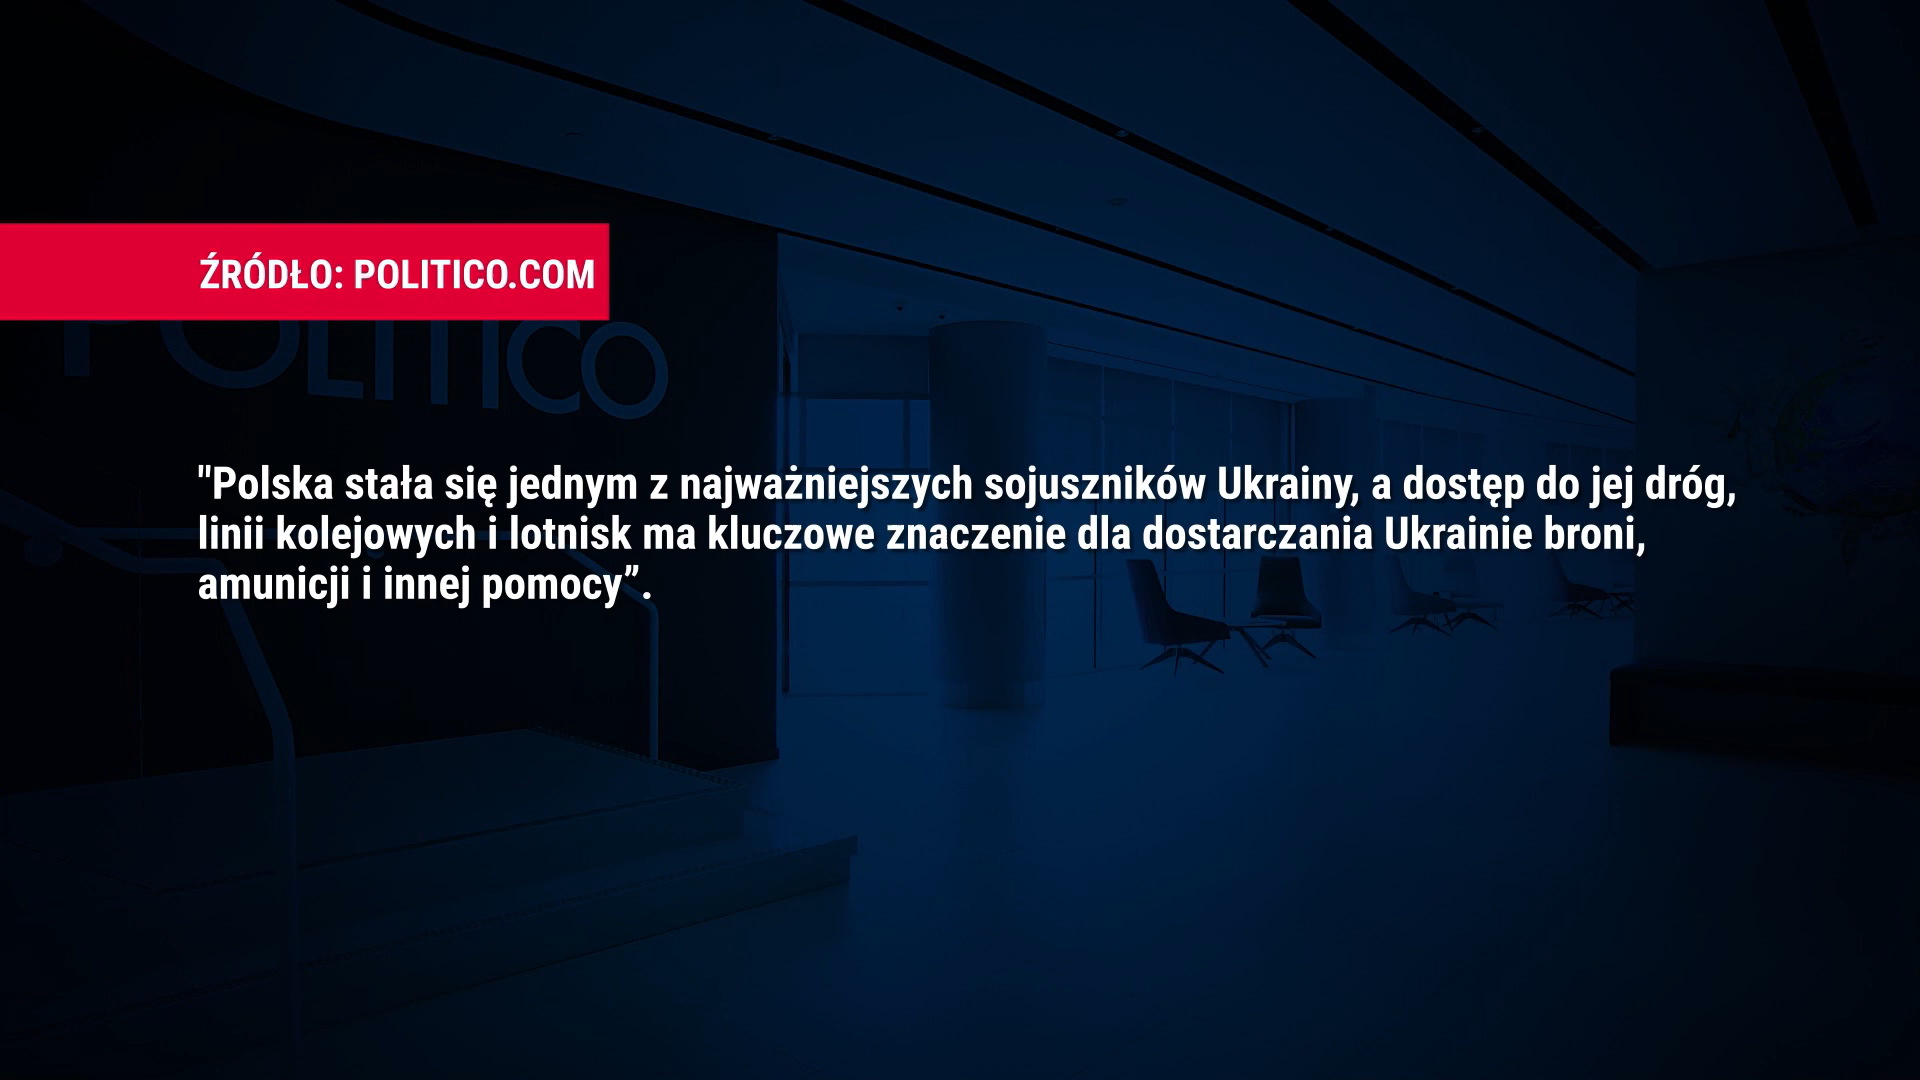 ŹRÓDŁO: POLITICO.COM
POLITICO
"Polska stała się jednym z najważniejszych sojuszników Ukrainy, a dostęp do jej dróg,
linii kolejowych i lotnisk ma kluczowe znaczenie dla dostarczania Ukrainie broni,
amunicji i innej pomocy”.